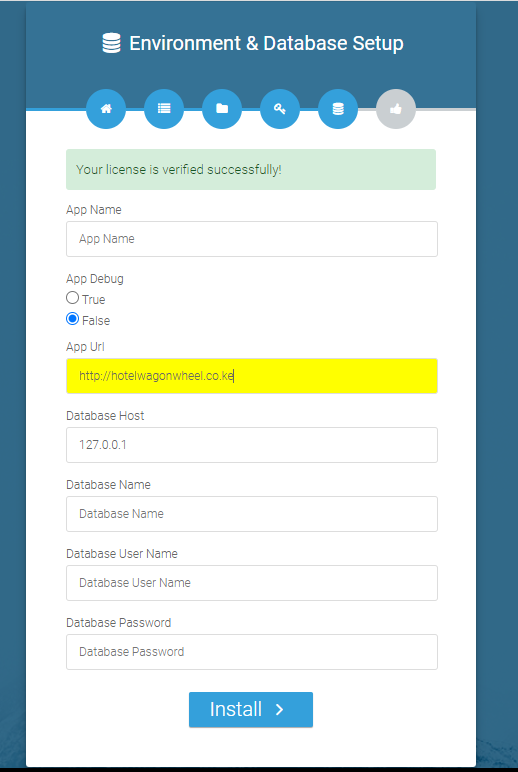 Environment & Database Setup
Your license is verified successfully!
App Name
App Name
App Debug
True
False
App Url
http://hotelwagonwheel.co.ke
Database Host
127.0.0.1
Database Name
Database Name
Database User Name
Database User Name
Database Password
Database Password
Install